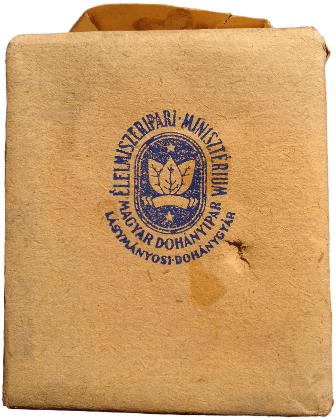 ÉLELMISZERIPARI · MINISZTÉRIUM
MAGYAR DOHÁNYIPAR
LÁGYMÁNYOSI · DOHÁNYGYÁR